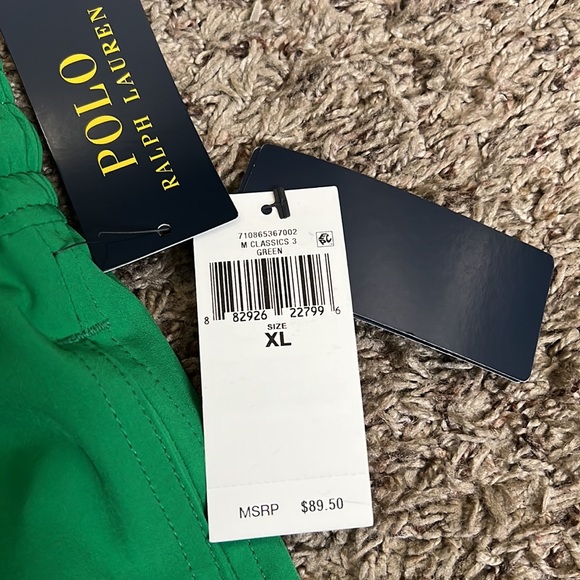 POLO
RALPH LAUREN
710865367002
M CLASSICS 3
GREEN
8 82926 22799 6
SIZE
XL
MSRP $89.50